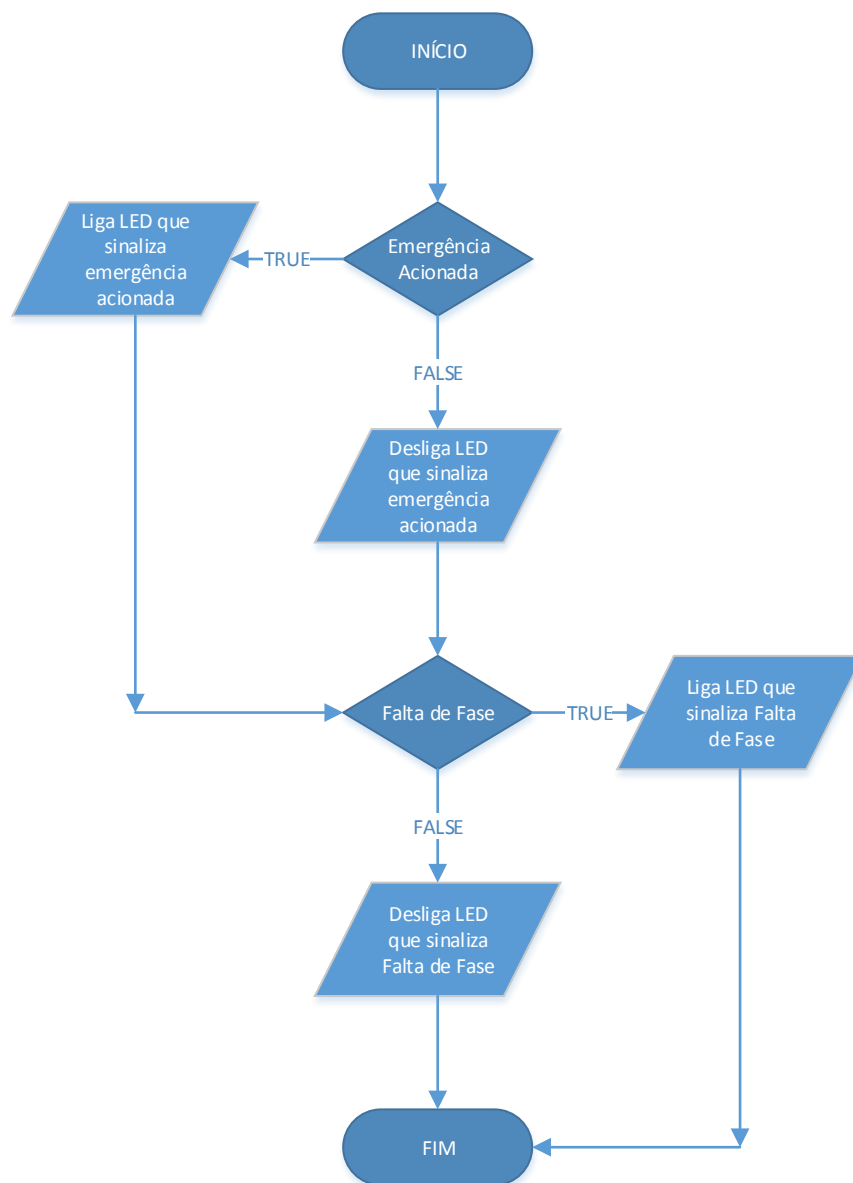 INÍCIO
Liga LED que
sinaliza
emergência
acionada
TRUE
Emergência
Acionada
FALSE
Desliga LED
que sinaliza
emergência
acionada
Falta de Fase
TRUE
Liga LED que
sinaliza Falta
de Fase
FALSE
Desliga LED
que sinaliza
Falta de Fase
FIM